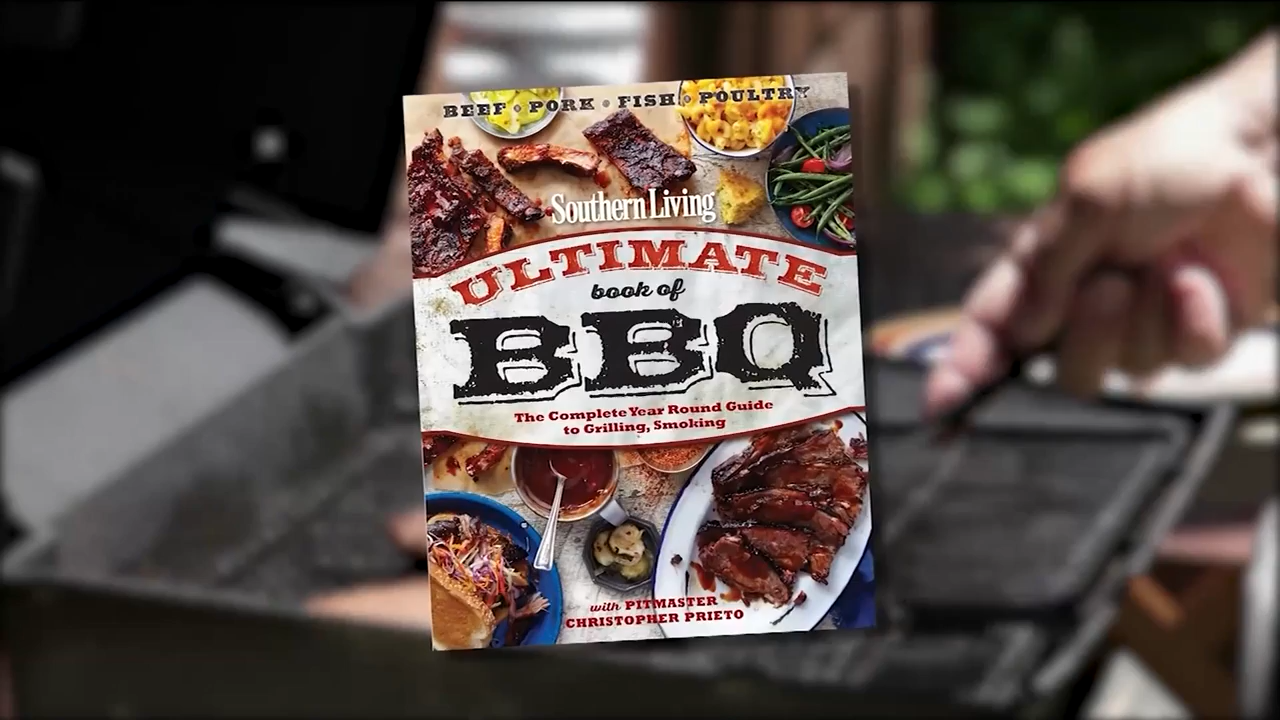 BEEF • PORK • FISH • POULTRY
Southern Living
ULTIMATE
book of
BBQ
The Complete Year Round Guide
to Grilling, Smoking
with PITMASTER
CHRISTOPHER PRIETO